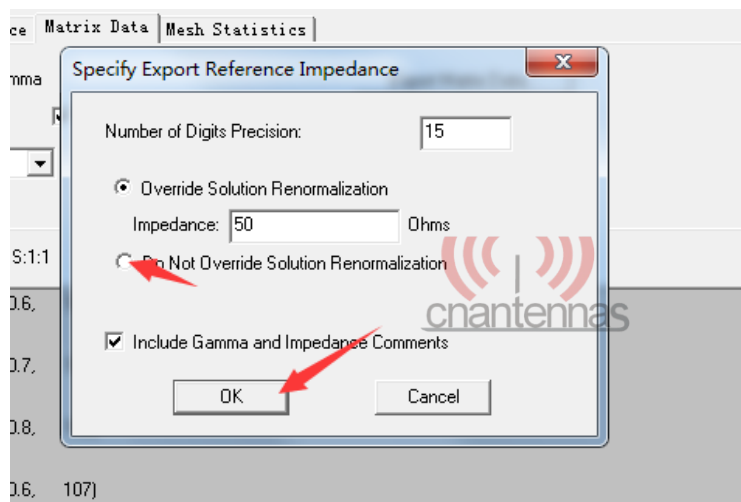 ce Matrix Data Mesh Statistics
Specify Export Reference Impedance
mma
Number of Digits Precision: 15
Override Solution Renormalization
Impedance: 50 Ohms
S:1:1
Do Not Override Solution Renormalization
cnantennas
0.6,
Include Gamma and Impedance Comments
0.7,
OK Cancel
0.8,
0.6, 107)